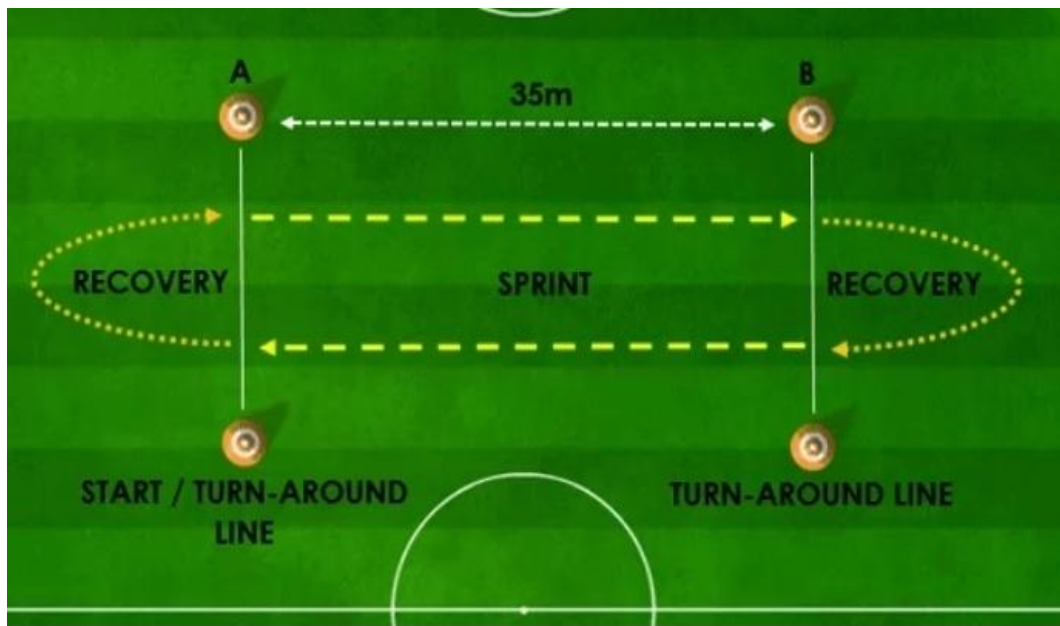 A
B
35m
RECOVERY
SPRINT
RECOVERY
START / TURN-AROUND
LINE
TURN-AROUND LINE